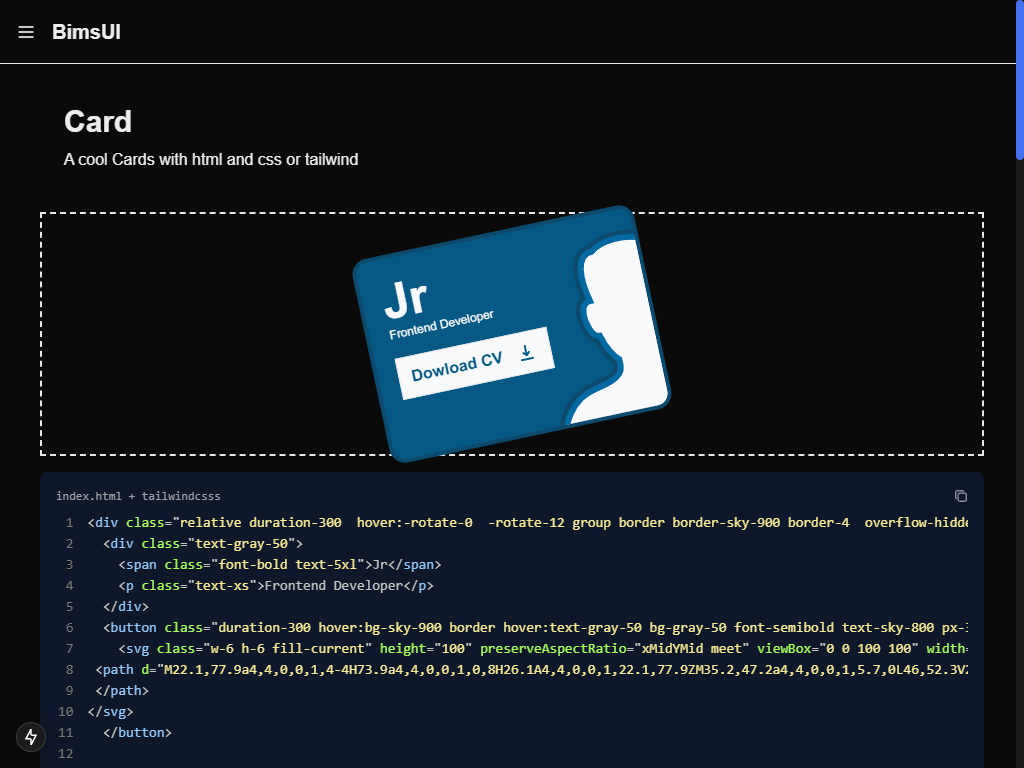 BimsUI
Card
A cool Cards with html and css or tailwind
Jr
Frontend Developer
Dowload CV
index.html + tailwindcsss
1 <div class="relative duration-300  hover:-rotate-0  -rotate-12 group border border-sky-900 border-4  overflow-hidde
2 <div class="text-gray-50">
3 <span class="font-bold text-5xl">Jr</span>
4 <p class="text-xs">Frontend Developer</p>
5 </div>
6 <button class="duration-300 hover:bg-sky-900 border hover:text-gray-50 bg-gray-50 font-semibold text-sky-800 px-3
7 <svg class="w-6 h-6 fill-current" height="100" preserveAspectRatio="xMidYMid meet" viewBox="0 0 100 100" width=
8 <path d="M22.1,77.9a4,4,0,0,1,4-4H73.9a4,4,0,0,1,0,8H26.1A4,4,0,0,1,22.1,77.9ZM35.2,47.2a4,4,0,0,1,5.7,0L46,52.3V2
9 </path>
10 </svg>
11 </button>
12